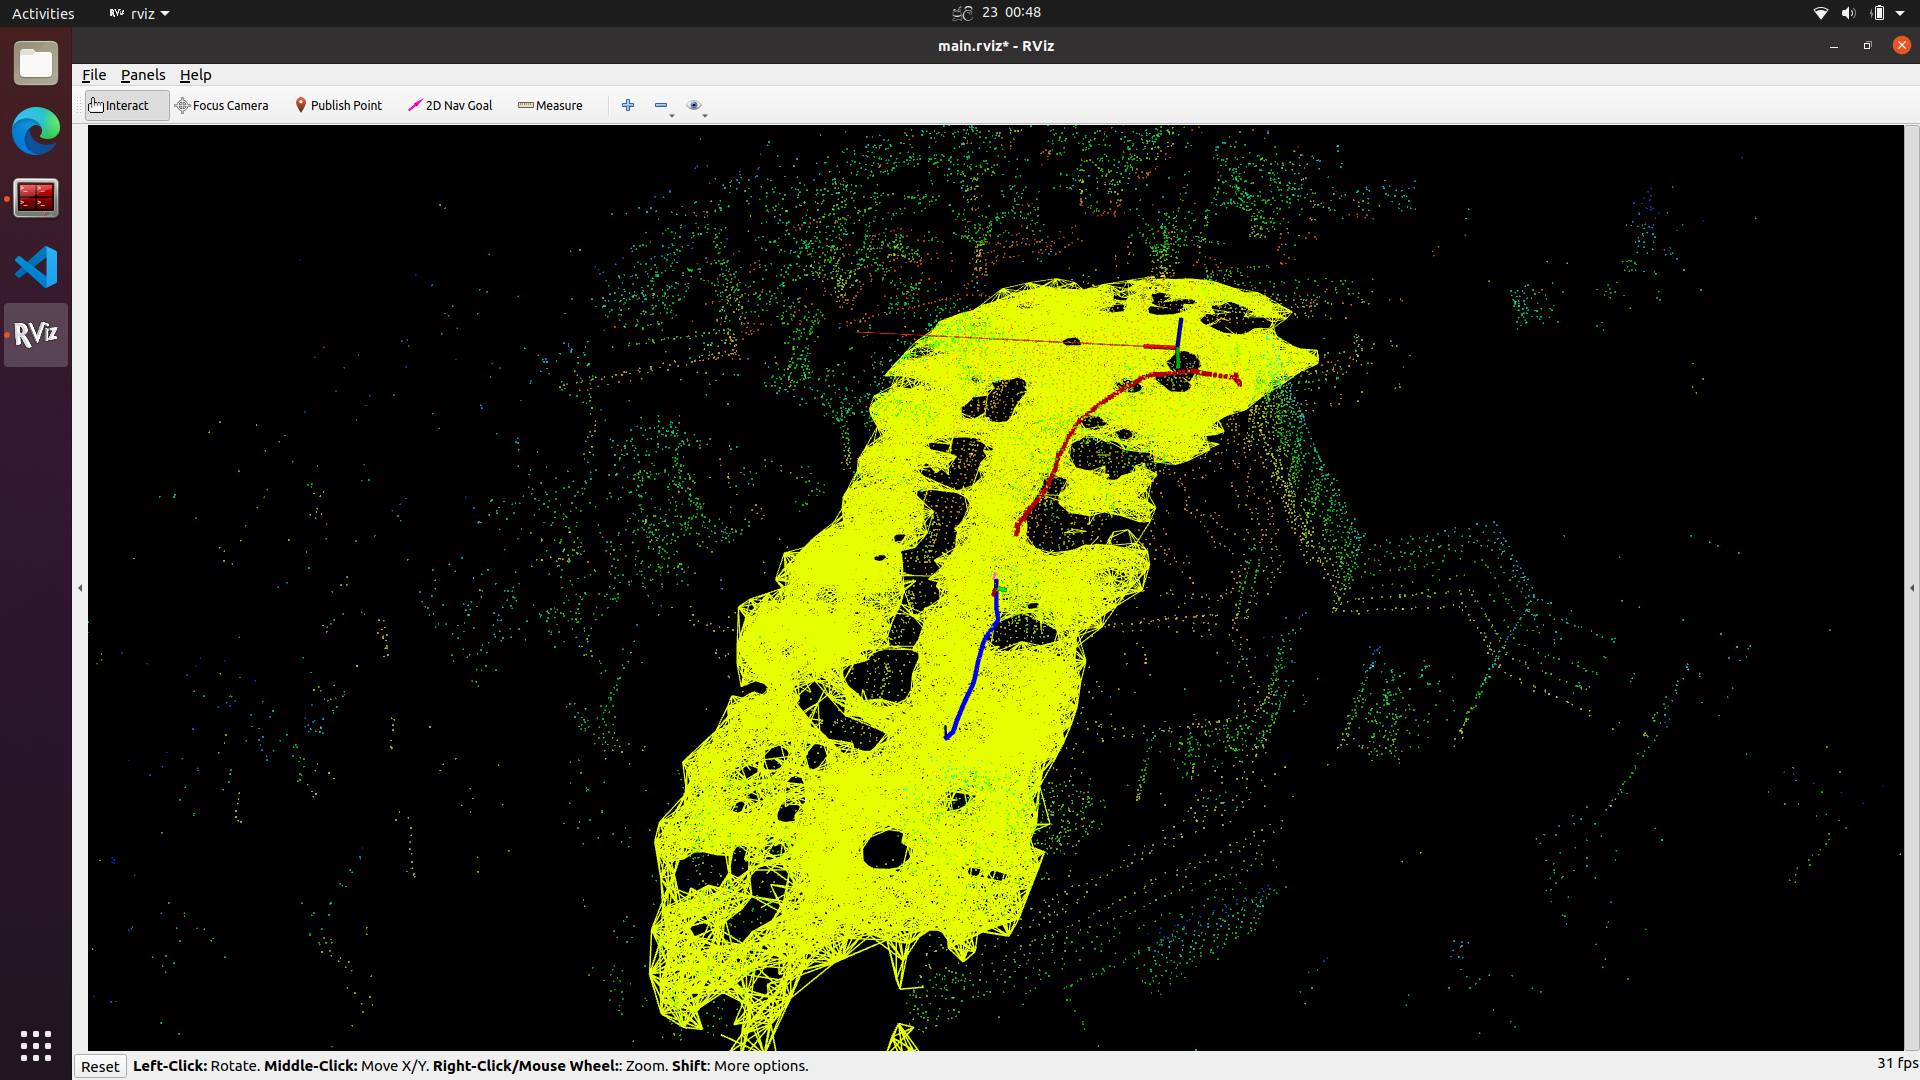 Activities
RViz rviz
ජූලි 23 00:48
main.rviz* - RViz
File Panels Help
Interact Focus Camera Publish Point 2D Nav Goal Measure
RViz
Reset Left-Click: Rotate. Middle-Click: Move X/Y. Right-Click/Mouse Wheel:: Zoom. Shift: More options.
31 fps